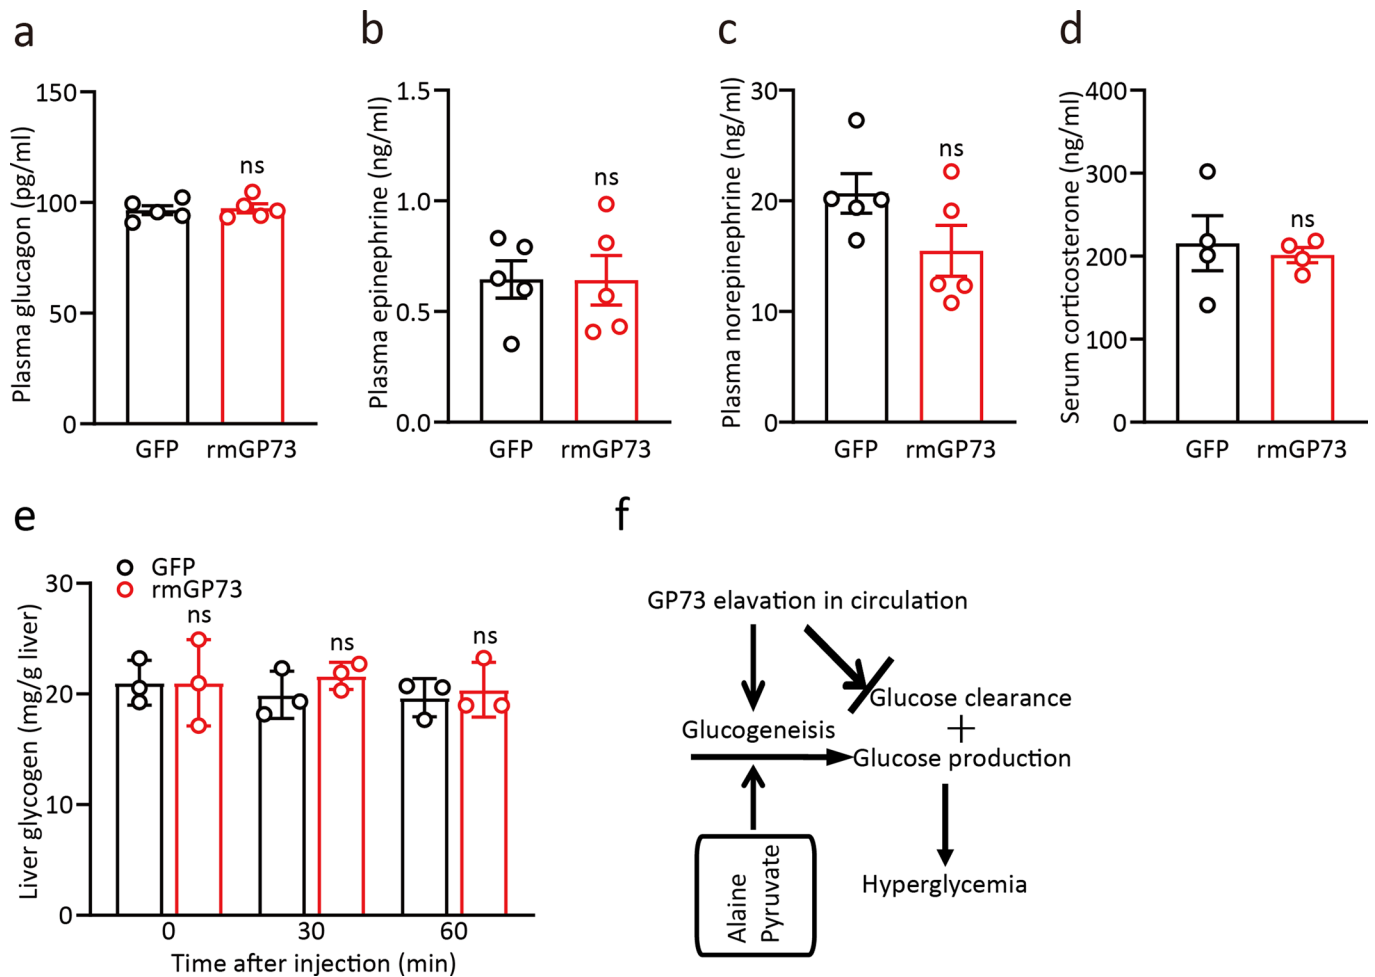 a
Plasma glucagon (pg/ml)
150
100
50
0
ns
GFP rmGP73
b
Plasma epinephrine (ng/ml)
1.5
1.0
0.5
0.0
ns
GFP rmGP73
c
Plasma norepinephrine (ng/ml)
30
20
10
0
ns
GFP rmGP73
d
Serum corticosterone (ng/ml)
400
300
200
100
0
ns
GFP rmGP73
e
GFP
rmGP73
Liver glycogen (mg/g liver)
30
20
10
0
ns
ns
ns
0 30 60
Time after injection (min)
f
GP73 elavation in circulation
Glucose clearance
+
Glucogeneisis
Glucose production
Alaine
Pyruvate
Hyperglycemia